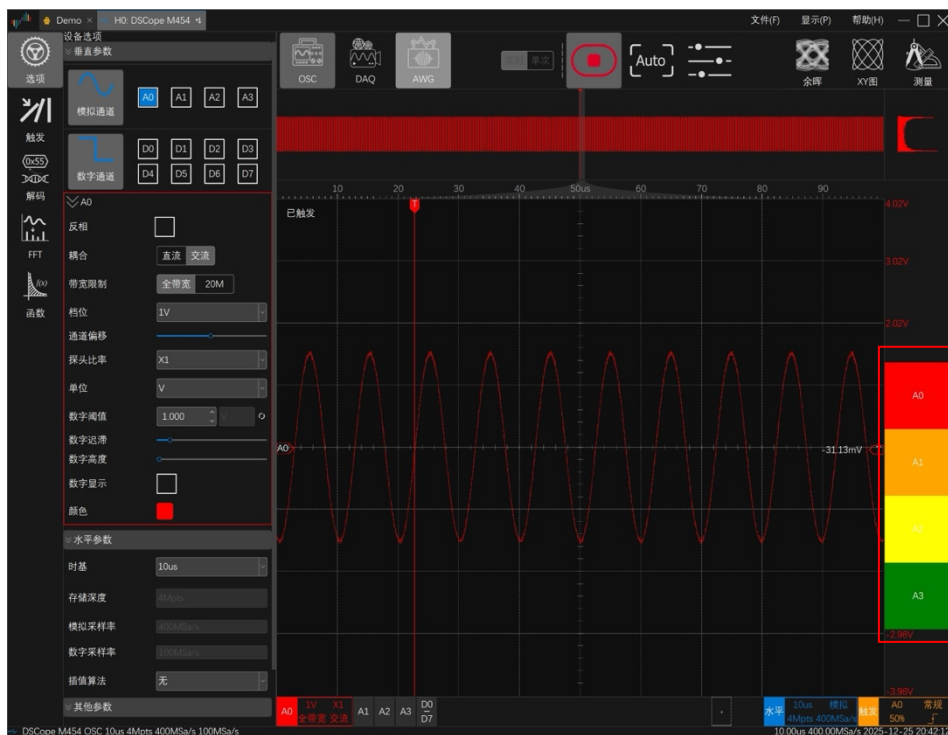 Demo × H0: DSCope M454
文件(F) 显示(P) 帮助(H)
设备选项
垂直参数
选项
模拟通道 A0 A1 A2 A3
OSC DAQ AWG
实时 单次
Auto
余晖 XY图 测量
触发
0x55
解码
数字通道 D0 D1 D2 D3
D4 D5 D6 D7
FFT
f(x)
函数
A0
反相
耦合 直流 交流
带宽限制 全带宽 20M
档位 1V
通道偏移
探头比率 X1
单位 V
数字阈值 1.000 V
数字迟滞
数字高度
数字显示
颜色
水平参数
时基 10us
存储深度 4Mpts
模拟采样率 400MSa/s
数字采样率 100MSa/s
插值算法 无
其他参数
10 20 30 40 50us 60 70 80 90
已触发
T
4.02V
3.02V
2.02V
A0
-31.13mV
-2.98V
-3.98V
A0
A1
A2
A3
A0 1V X1 全带宽 交流 A1 A2 A3 D0 D7
水平 10us 模拟 4Mpts 400MSa/s
触发 A0 常规 50%
DSCope M454 OSC 10us 4Mpts 400MSa/s 100MSa/s
10.00us 400.00MSa/s 2025-12-25 20:42:1